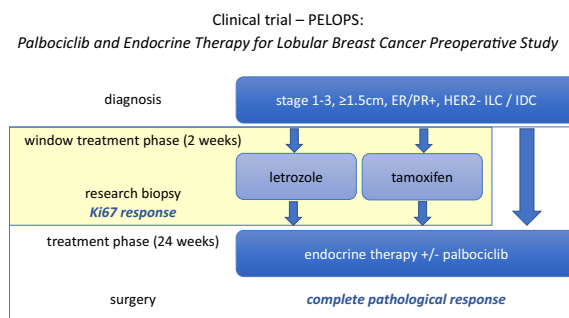 Clinical trial – PELOPS:
Palbociclib and Endocrine Therapy for Lobular Breast Cancer Preoperative Study
diagnosis
stage 1-3, ≥1.5cm, ER/PR+, HER2- ILC / IDC
window treatment phase (2 weeks)
letrozole
tamoxifen
research biopsy
Ki67 response
treatment phase (24 weeks)
endocrine therapy +/- palbociclib
surgery
complete pathological response